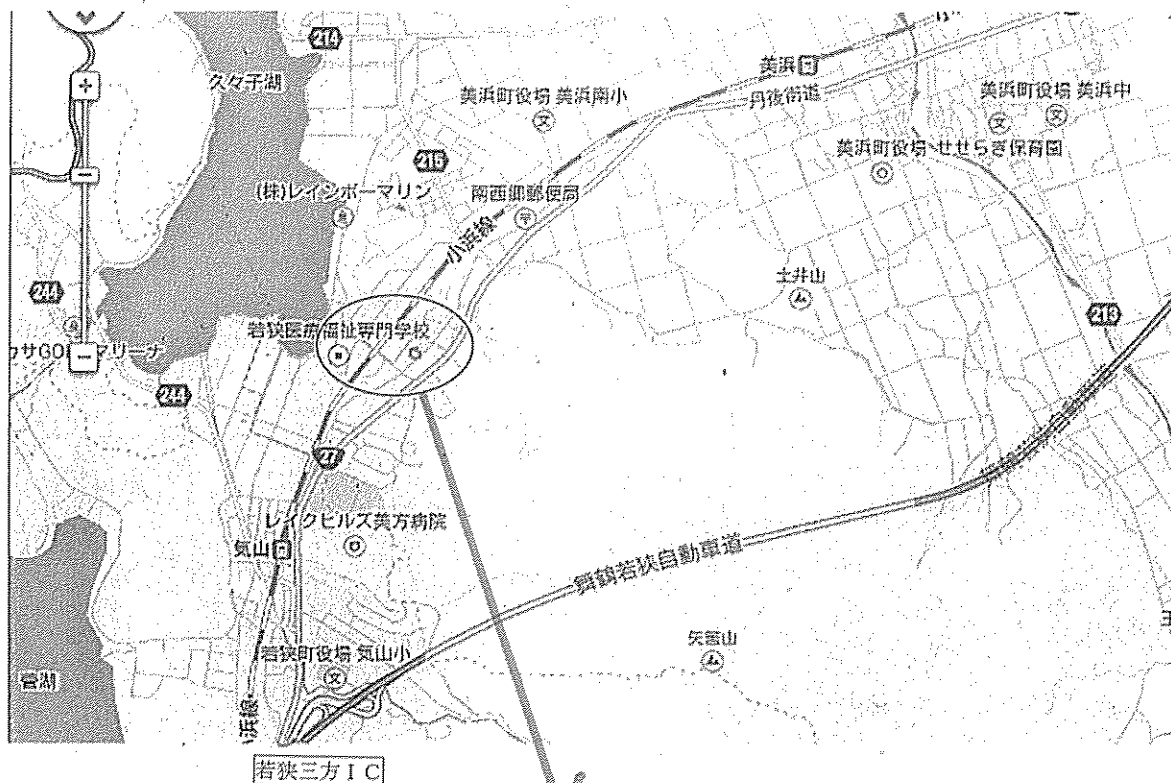 214
久々子湖
美浜
美浜町役場 美浜南小
丹後街道
美浜町役場 美浜中
215
美浜町役場 せせらぎ保育園
(株)レインボーマリン
南西郷郵便局
小浜線
土井山
244
213
若狭医療福祉専門学校
マリーナ
244
27
レイクヒルズ美方病院
気山
舞鶴若狭自動車道
矢筈山
若狭町役場 気山小
菅湖
浜線
若狭三方IC